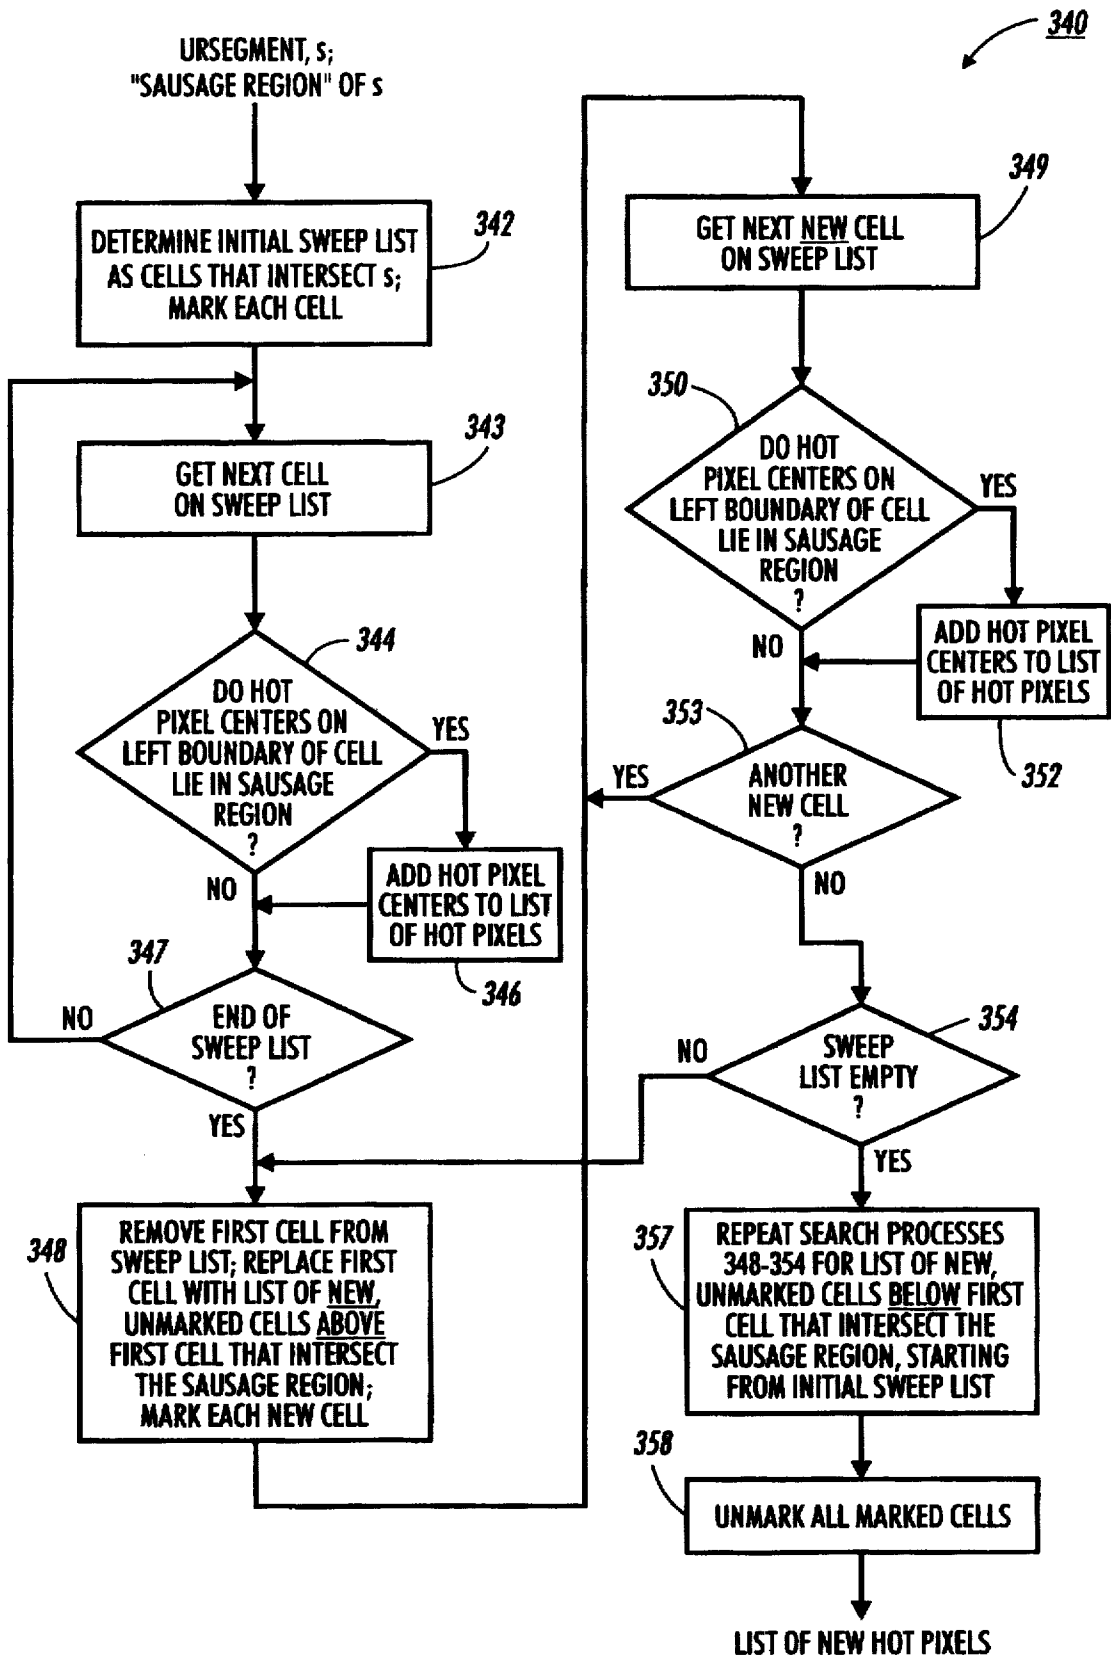 340
URSEGMENT, s;
"SAUSAGE REGION" OF s
342
DETERMINE INITIAL SWEEP LIST
AS CELLS THAT INTERSECT s;
MARK EACH CELL
343
GET NEXT CELL
ON SWEEP LIST
344
DO HOT
PIXEL CENTERS ON
LEFT BOUNDARY OF CELL
LIE IN SAUSAGE
REGION
?
YES
NO
ADD HOT PIXEL
CENTERS TO LIST
OF HOT PIXELS
346
347
END OF
SWEEP LIST
?
NO
YES
348
REMOVE FIRST CELL FROM
SWEEP LIST; REPLACE FIRST
CELL WITH LIST OF NEW,
UNMARKED CELLS ABOVE
FIRST CELL THAT INTERSECT
THE SAUSAGE REGION;
MARK EACH NEW CELL
349
GET NEXT NEW CELL
ON SWEEP LIST
350
DO HOT
PIXEL CENTERS ON
LEFT BOUNDARY OF CELL
LIE IN SAUSAGE
REGION
?
YES
NO
ADD HOT PIXEL
CENTERS TO LIST
OF HOT PIXELS
352
353
ANOTHER
NEW CELL
?
YES
NO
354
SWEEP
LIST EMPTY
?
NO
YES
357
REPEAT SEARCH PROCESSES
348-354 FOR LIST OF NEW,
UNMARKED CELLS BELOW FIRST
CELL THAT INTERSECT THE
SAUSAGE REGION, STARTING
FROM INITIAL SWEEP LIST
358
UNMARK ALL MARKED CELLS
LIST OF NEW HOT PIXELS